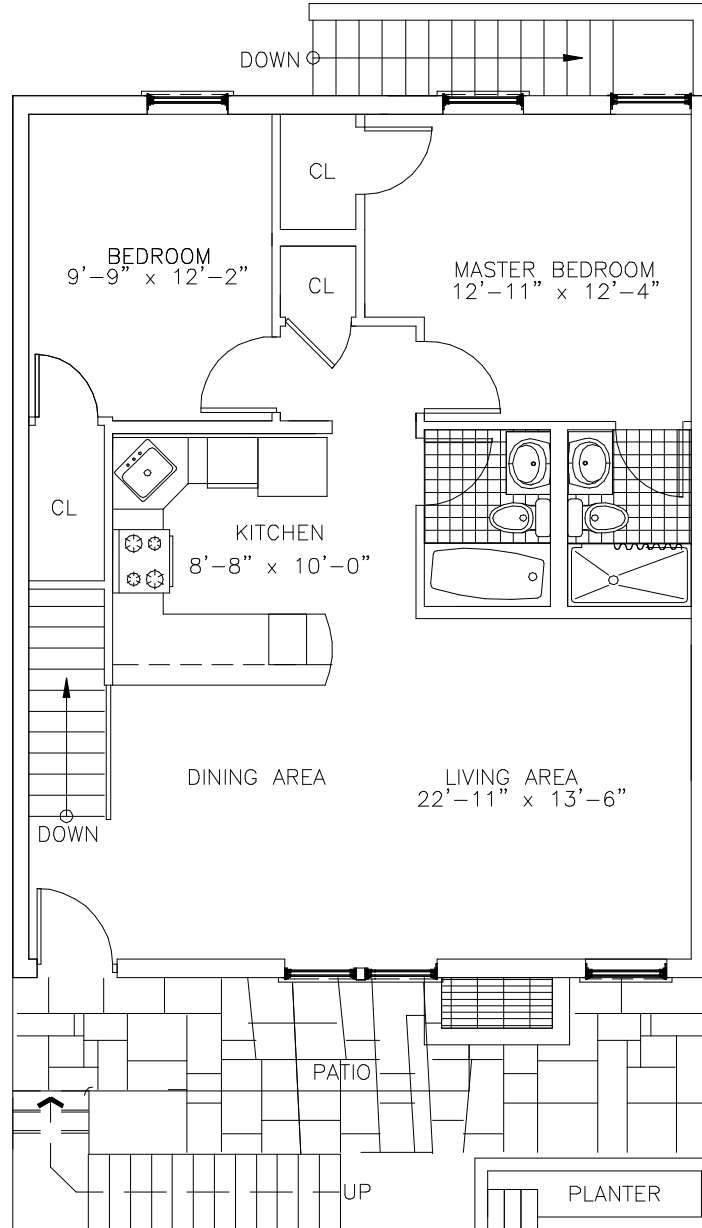 DOWN
CL
BEDROOM
9'-9" x 12'-2"
MASTER BEDROOM
12'-11" x 12'-4"
CL
CL
KITCHEN
8'-8" x 10'-0"
DINING AREA
LIVING AREA
22'-11" x 13'-6"
DOWN
PATIO
UP
PLANTER